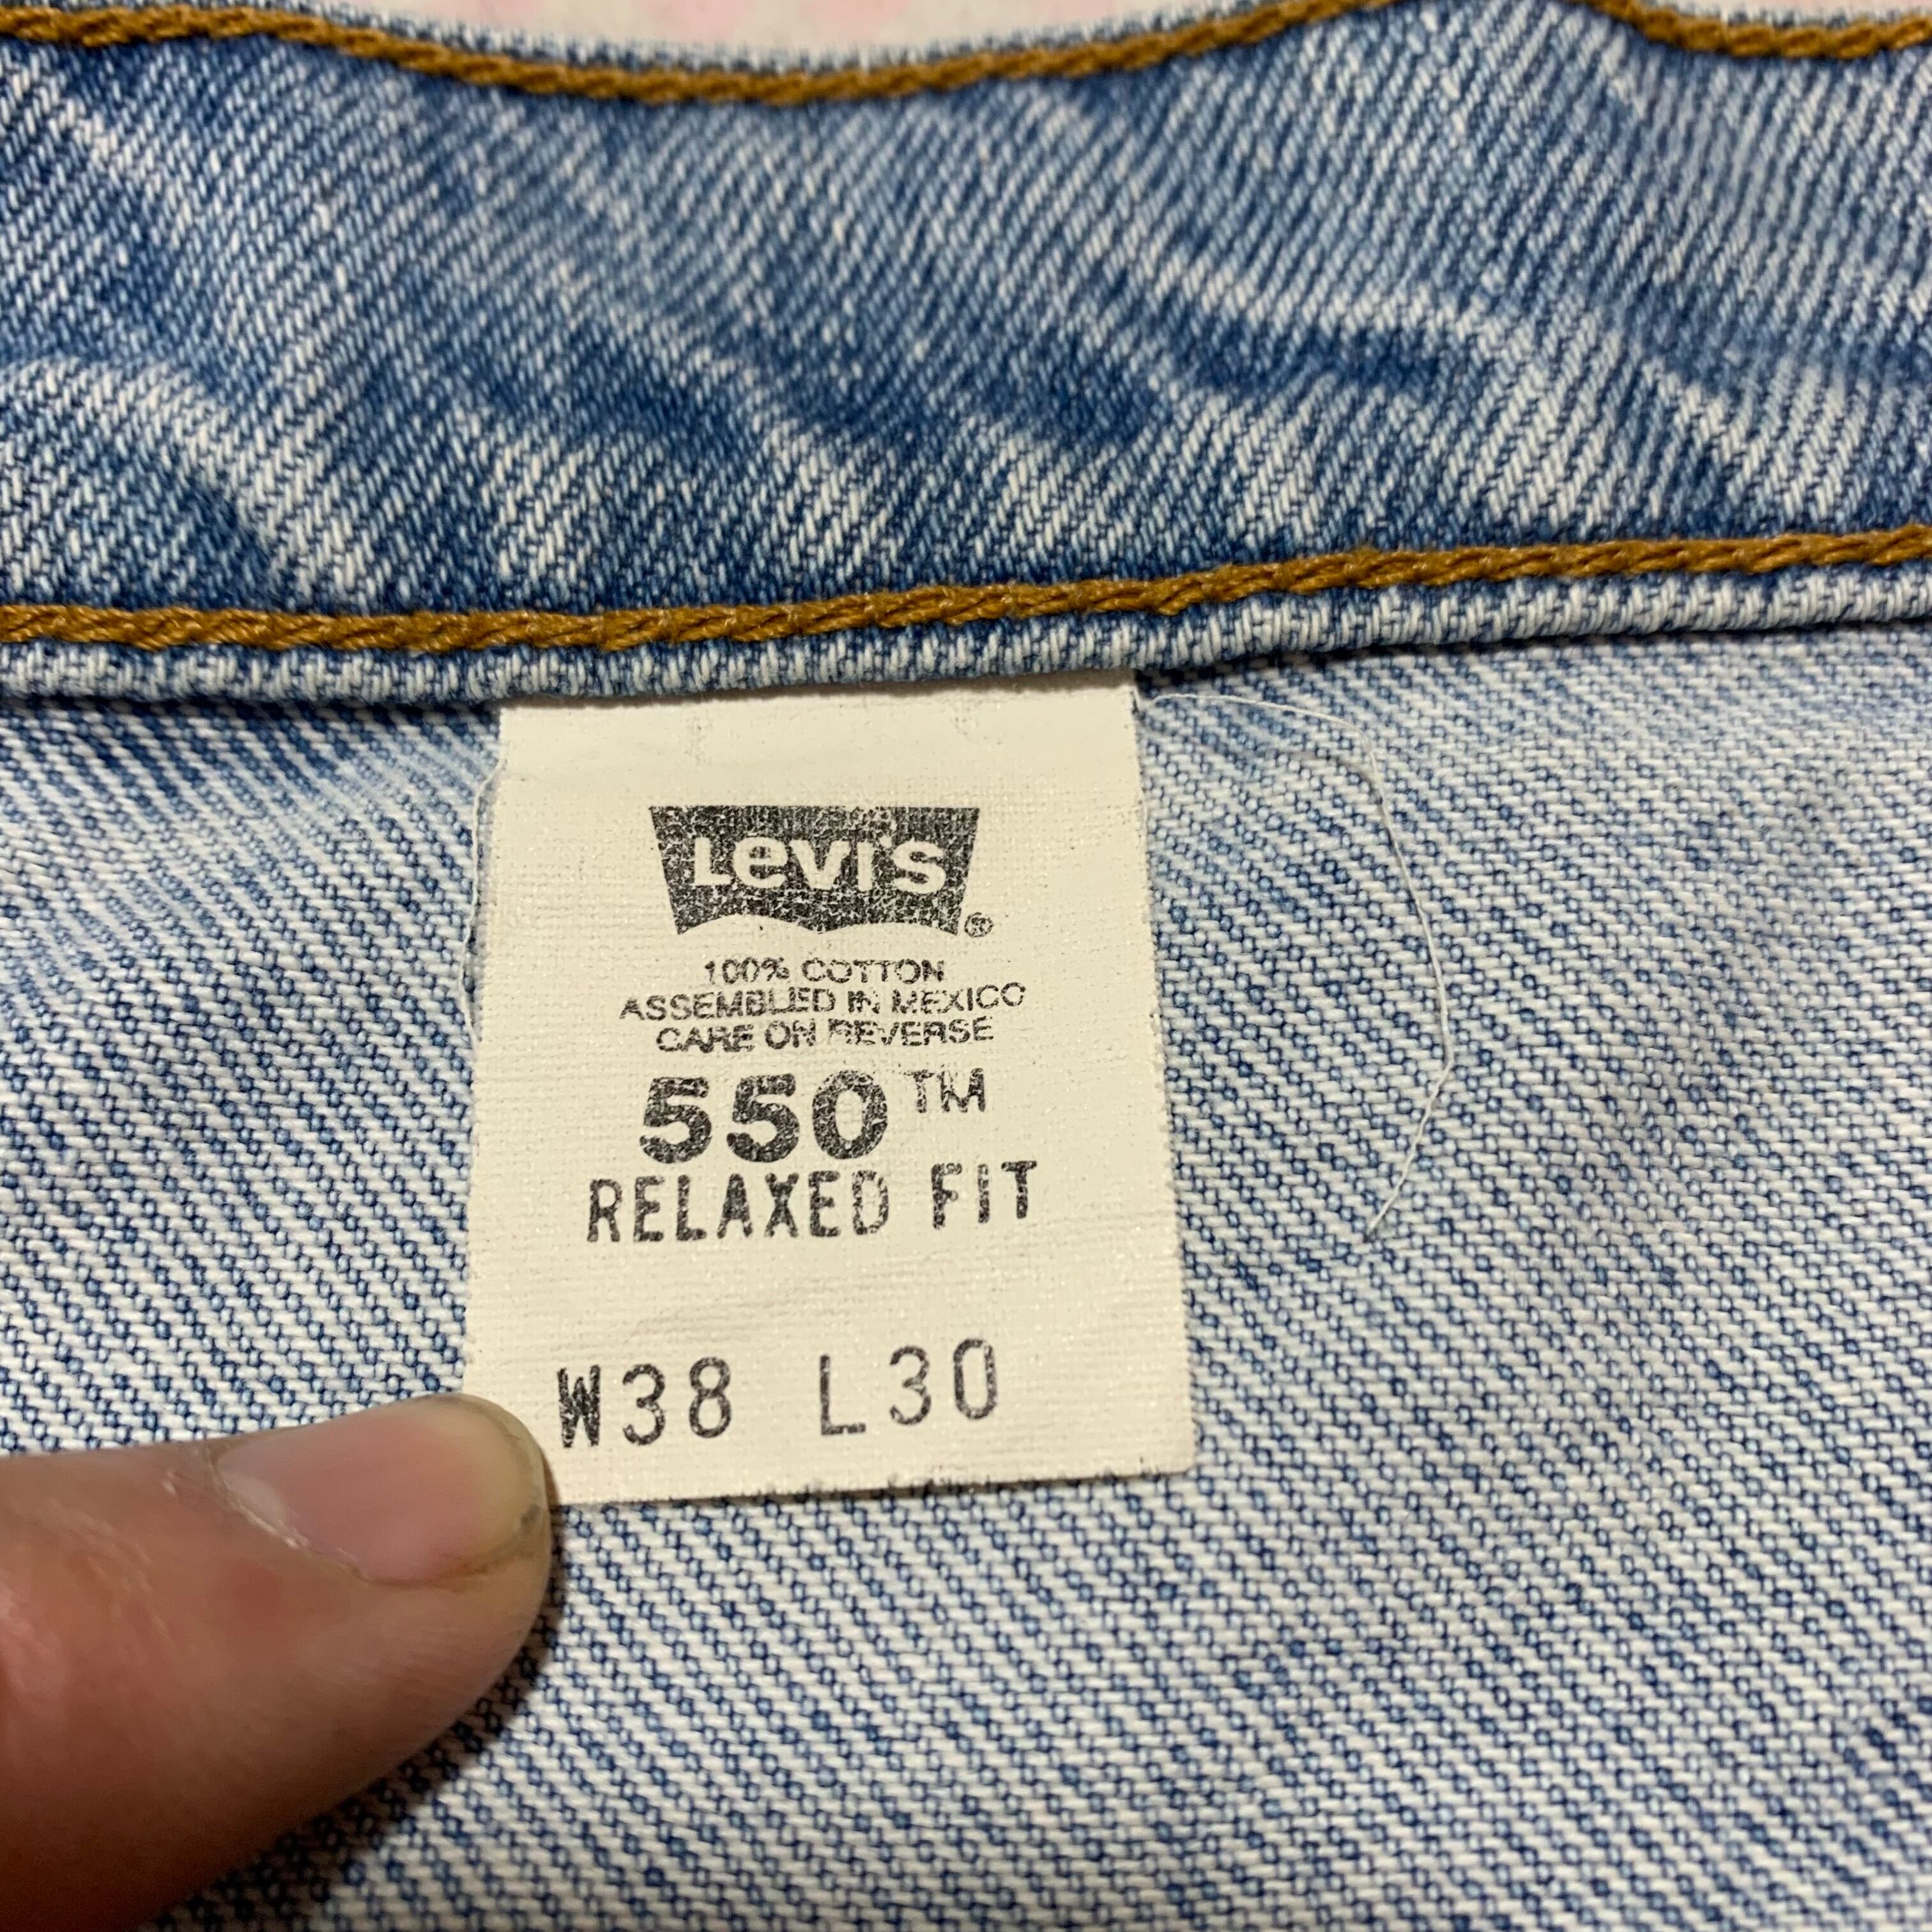 Levi's®
100% COTTON
ASSEMBLED IN MEXICO
CARE ON REVERSE
550™
RELAXED FIT
W38 L30